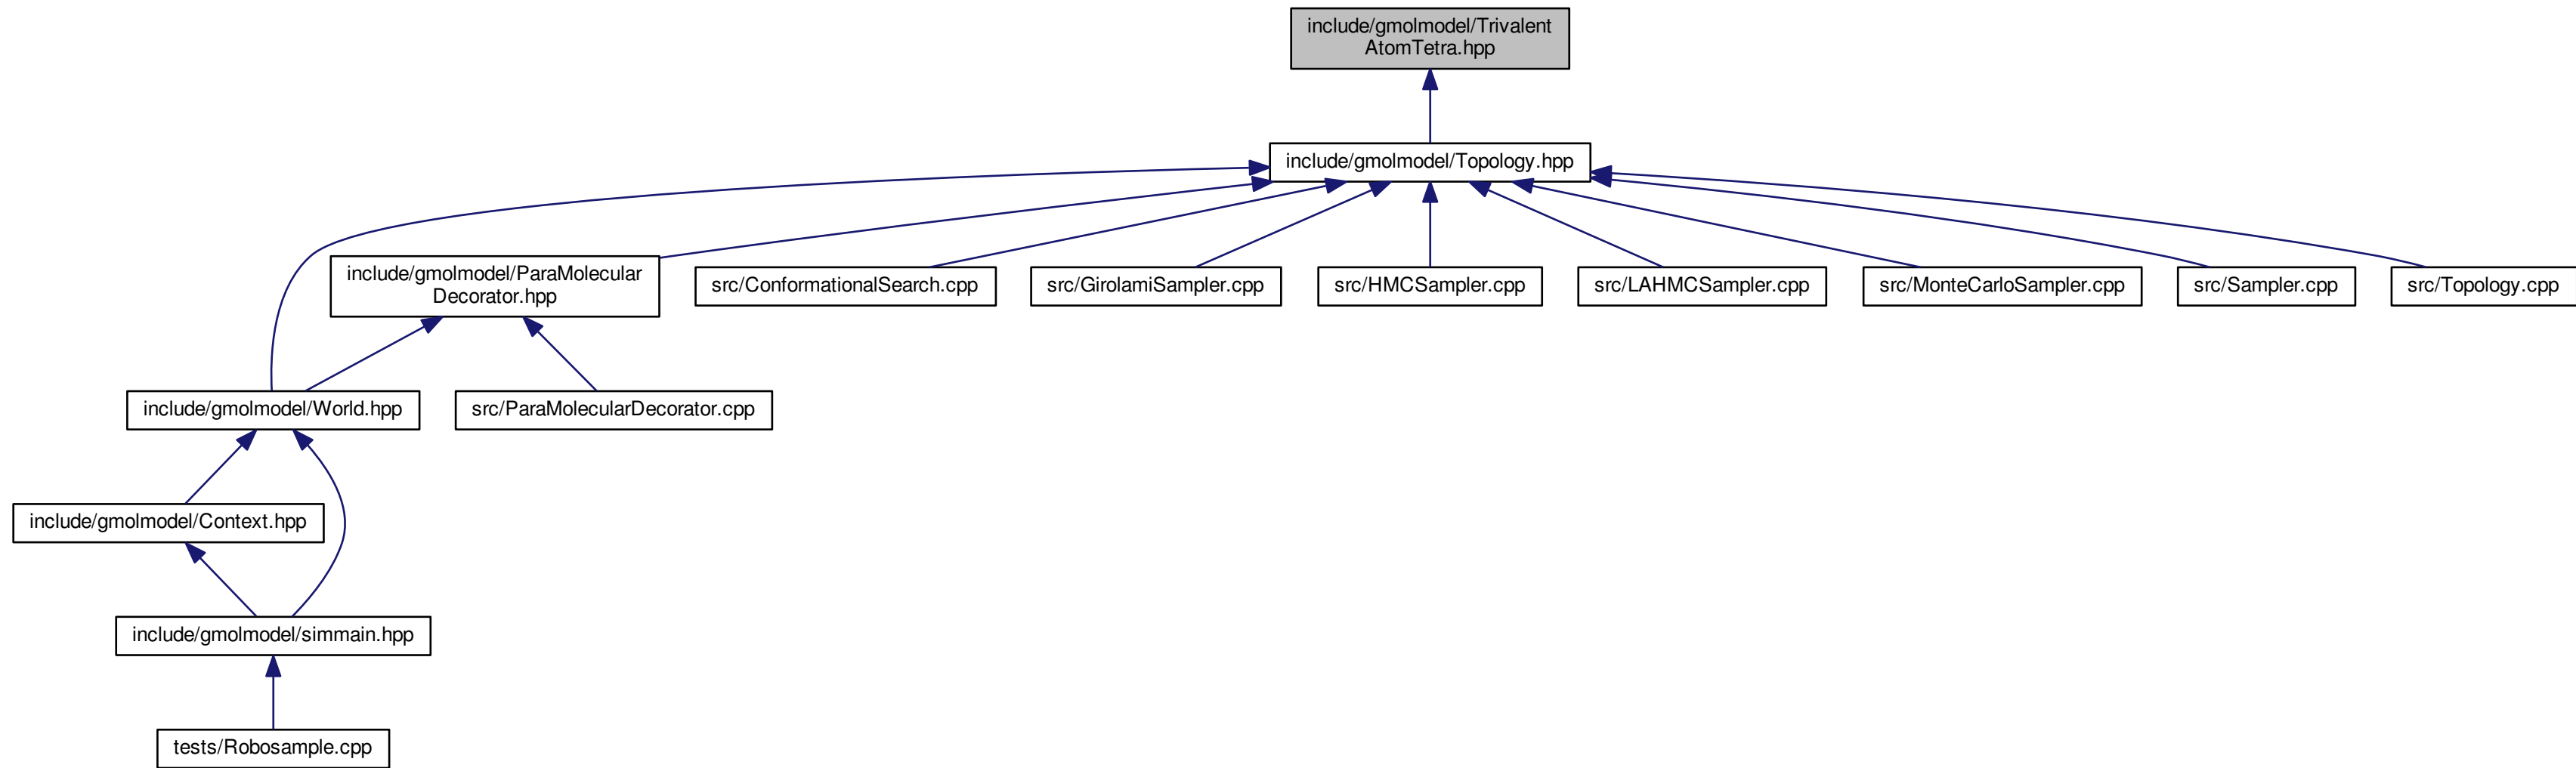 include/gmolmodel/Trivalent
AtomTetra.hpp
include/gmolmodel/Topology.hpp
include/gmolmodel/ParaMolecular
Decorator.hpp
src/ConformationalSearch.cpp
src/GirolamiSampler.cpp
src/HMCSampler.cpp
src/LAHMCSampler.cpp
src/MonteCarloSampler.cpp
src/Sampler.cpp
src/Topology.cpp
include/gmolmodel/World.hpp
src/ParaMolecularDecorator.cpp
include/gmolmodel/Context.hpp
include/gmolmodel/simmain.hpp
tests/Robosample.cpp